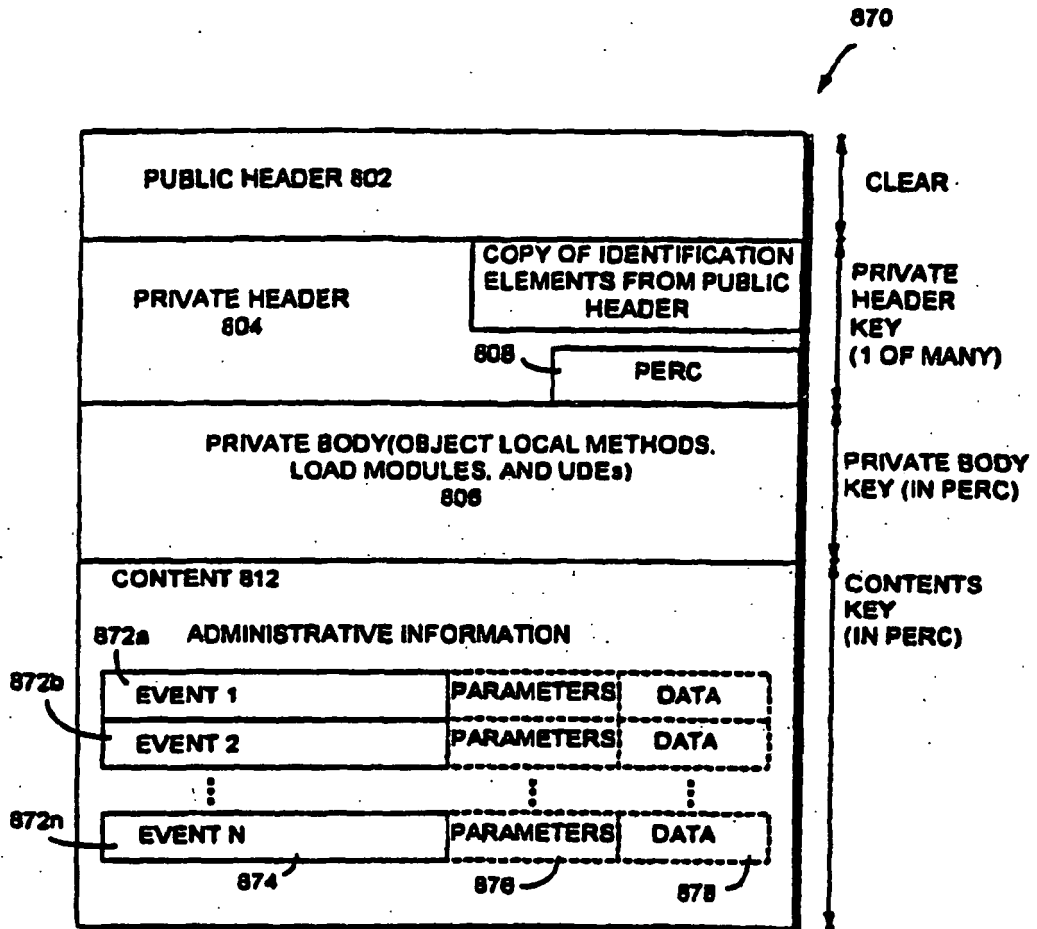 870
PUBLIC HEADER 802
CLEAR
PRIVATE HEADER
804
COPY OF IDENTIFICATION
ELEMENTS FROM PUBLIC
HEADER
808
PERC
PRIVATE
HEADER
KEY
(1 OF MANY)
PRIVATE BODY(OBJECT LOCAL METHODS,
LOAD MODULES, AND UDEs)
806
PRIVATE BODY
KEY (IN PERC)
CONTENT 812
CONTENTS
KEY
(IN PERC)
872a ADMINISTRATIVE INFORMATION
872b
EVENT 1 PARAMETERS DATA
EVENT 2 PARAMETERS DATA
872n
EVENT N PARAMETERS DATA
874 876 878